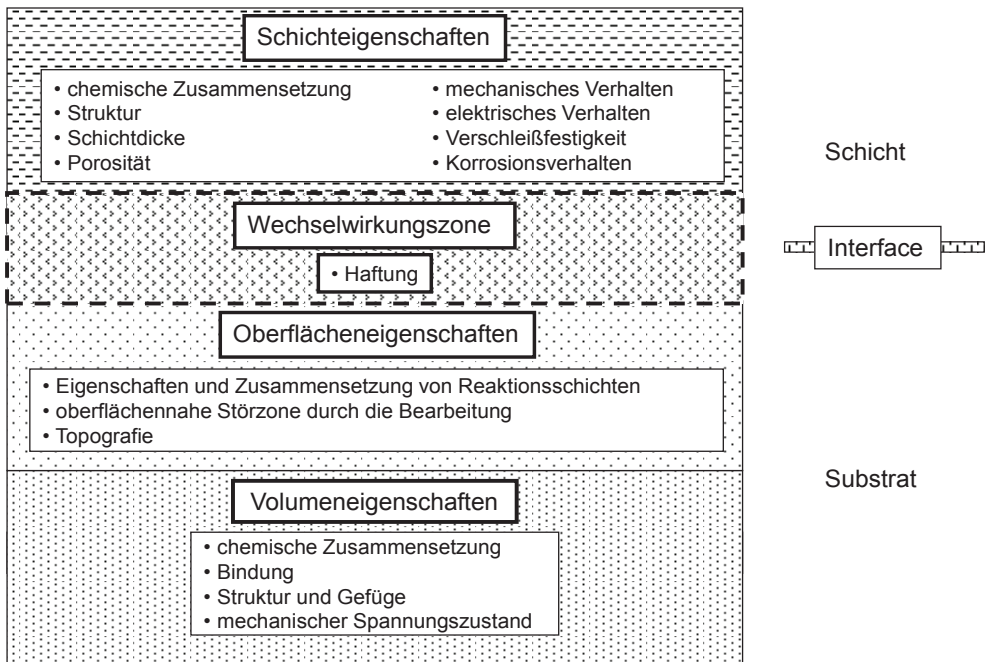 Schichteigenschaften
• chemische Zusammensetzung
• Struktur
• Schichtdicke
• Porosität
• mechanisches Verhalten
• elektrisches Verhalten
• Verschleißfestigkeit
• Korrosionsverhalten
Schicht
Wechselwirkungszone
• Haftung
Interface
Oberflächeneigenschaften
• Eigenschaften und Zusammensetzung von Reaktionsschichten
• oberflächennahe Störzone durch die Bearbeitung
• Topografie
Substrat
Volumeneigenschaften
• chemische Zusammensetzung
• Bindung
• Struktur und Gefüge
• mechanischer Spannungszustand